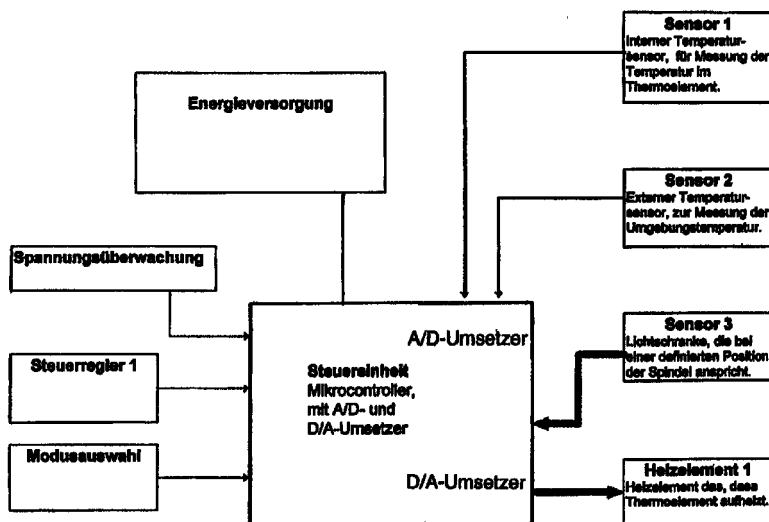 Sensor 1
Interner Temperatur-
sensor, für Messung der
Temperatur im
Thermoelement.
Energieversorgung
Sensor 2
Externer Temperatur-
sensor, zur Messung der
Umgebungstemperatur.
Spannungsüberwachung
Sensor 3
Lichtschranke, die bei
einer definierten Position
der Spindel anspricht.
A/D-Umsetzer
Steuerregler 1
Steuereinheit
Mikrocontroller,
mit A/D- und
D/A-Umsetzer
Modusauswahl
D/A-Umsetzer
Heizelement 1
Heizelement das, dass
Thermoelement aufheizt.